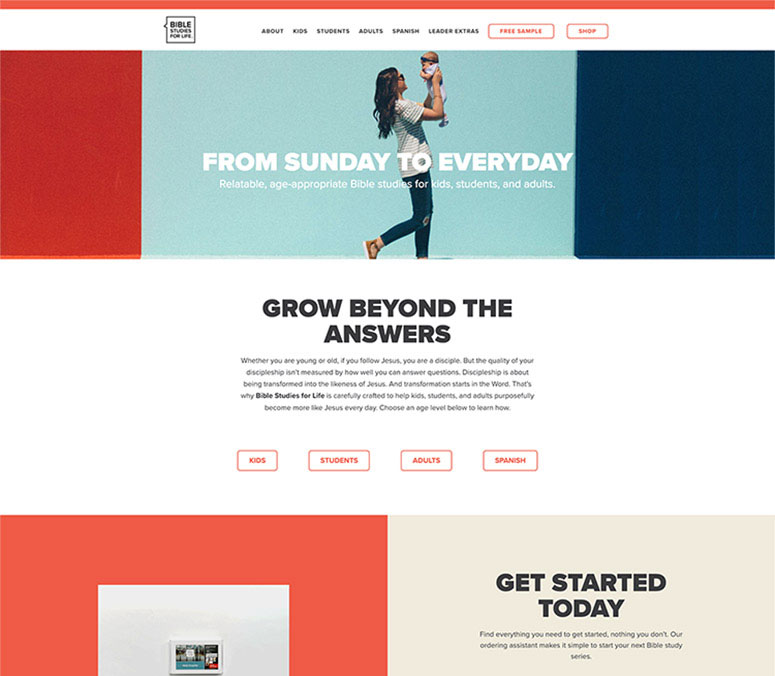 BIBLE
STUDIES
FOR LIFE.
ABOUT KIDS STUDENTS ADULTS SPANISH LEADER EXTRAS FREE SAMPLE SHOP
FROM SUNDAY TO EVERYDAY
Relatable, age-appropriate Bible studies for kids, students, and adults.
GROW BEYOND THE
ANSWERS
Whether you are young or old, if you follow Jesus, you are a disciple. But the quality of your
discipleship isn't measured by how well you can answer questions. Discipleship is about
being transformed into the likeness of Jesus. And transformation starts in the Word. That's
why Bible Studies for Life is carefully crafted to help kids, students, and adults purposefully
become more like Jesus every day. Choose an age level below to learn how.
KIDS STUDENTS ADULTS SPANISH
GET STARTED
TODAY
Find everything you need to get started, nothing you don't. Our
ordering assistant makes it simple to start your next Bible study
series.